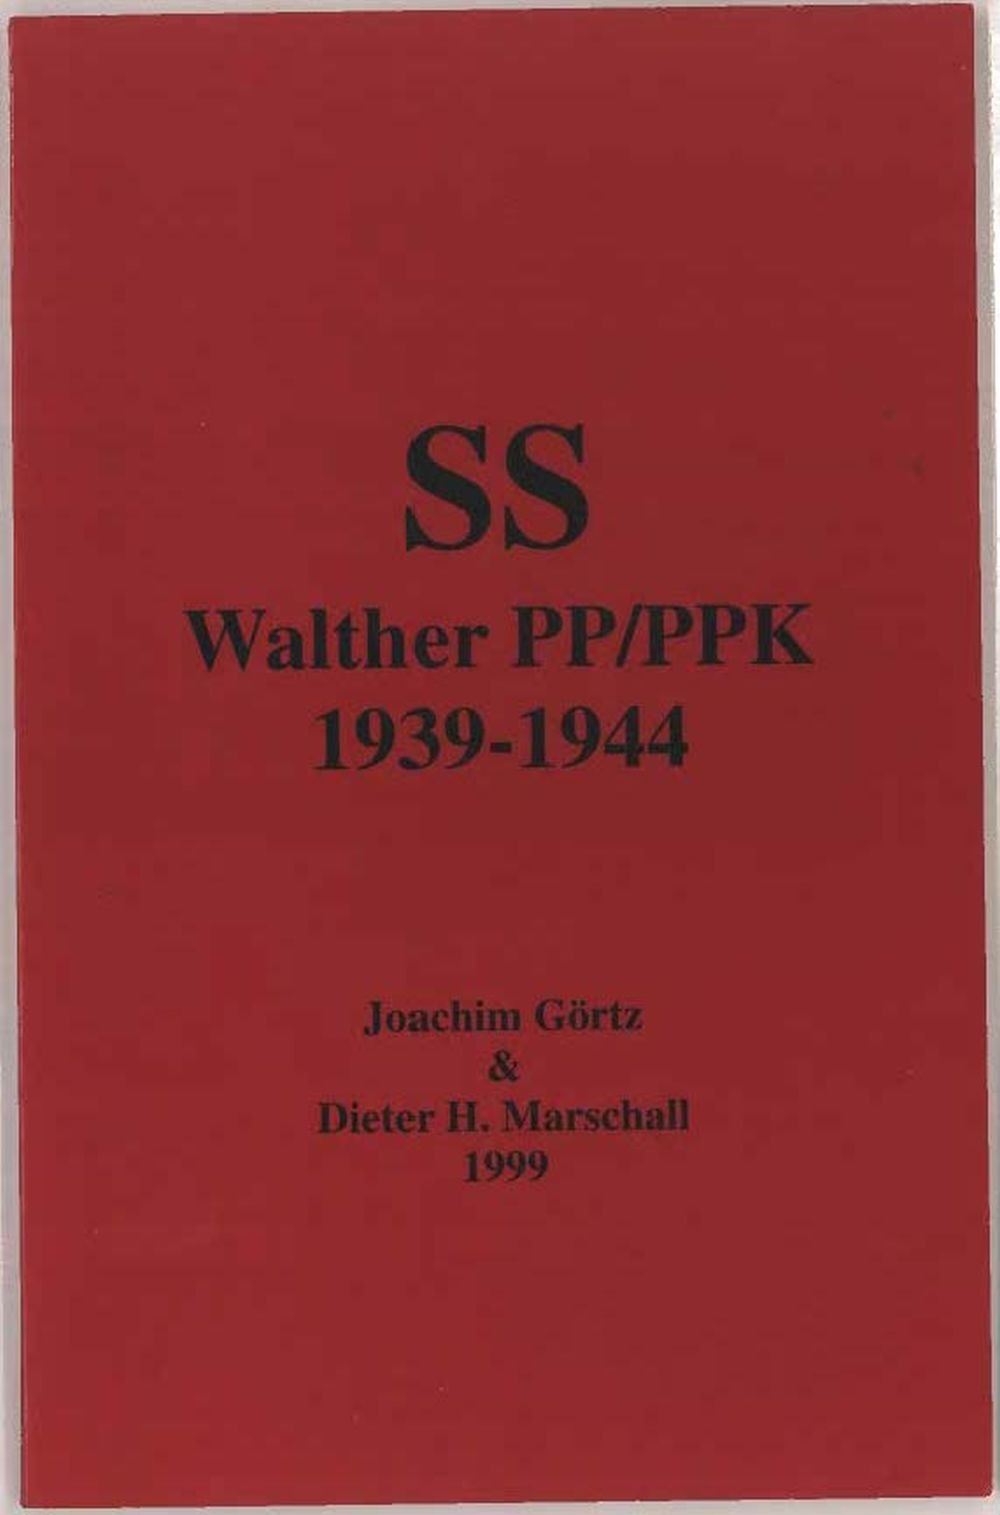 SS
Walther PP/PPK
1939-1944
Joachim Görtz
&
Dieter H. Marschall
1999